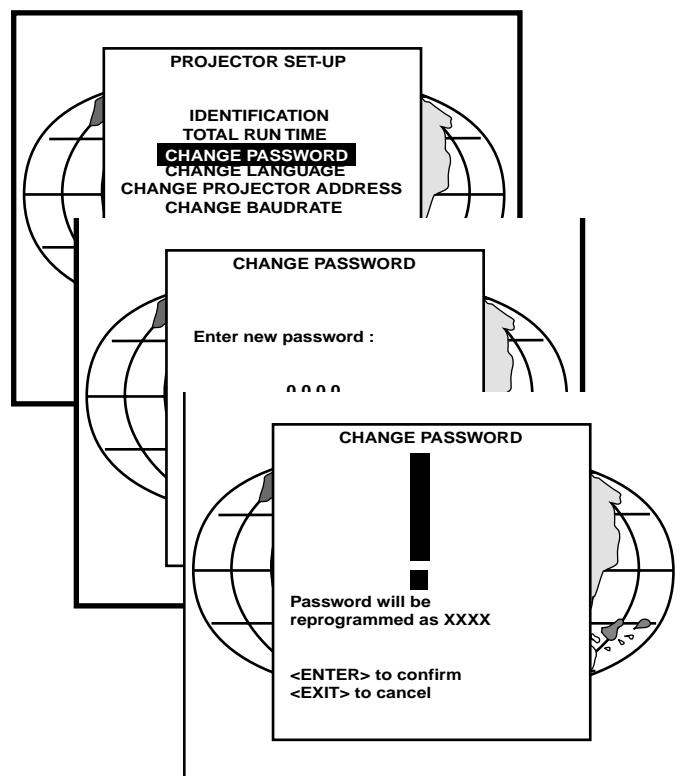 PROJECTOR SET-UP
IDENTIFICATION
TOTAL RUN TIME
CHANGE PASSWORD
CHANGE LANGUAGE
CHANGE PROJECTOR ADDRESS
CHANGE BAUDRATE
CHANGE PASSWORD
Enter new password :
0 0 0 0
CHANGE PASSWORD
!
Password will be
reprogrammed as XXXX
<ENTER> to confirm
<EXIT> to cancel